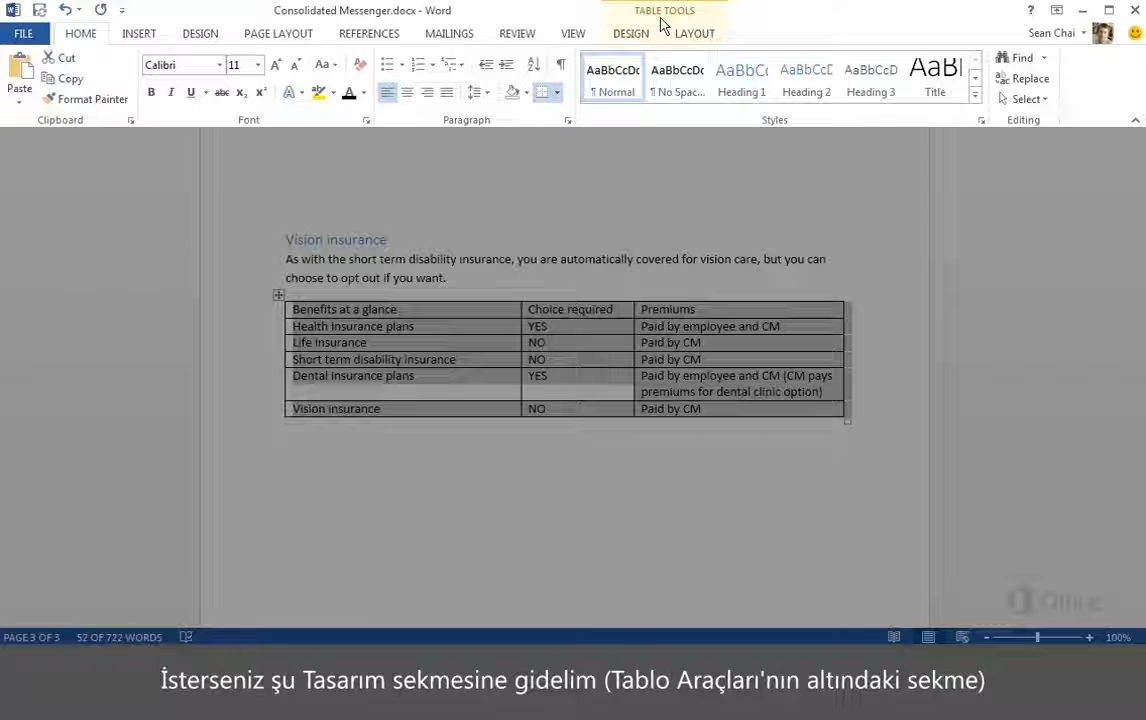 Consolidated Messenger.docx - Word
TABLE TOOLS
?
FILE HOME INSERT DESIGN PAGE LAYOUT REFERENCES MAILINGS REVIEW VIEW DESIGN LAYOUT Sean Chai
Paste
Cut
Copy
Format Painter
Clipboard
Calibri 11
Aa
B I U abc x₂ x²
Font
Paragraph
AaBbCcDc AaBbCcDc AaBbCc AaBbCcD AaBbCcD AaBb
¶ Normal ¶ No Spac... Heading 1 Heading 2 Heading 3 Title
Styles
Find
Replace
Select
Editing
Vision insurance
As with the short term disability insurance, you are automatically covered for vision care, but you can
choose to opt out if you want.
Benefits at a glance Choice required Premiums
Health insurance plans YES Paid by employee and CM
Life insurance NO Paid by CM
Short term disability insurance NO Paid by CM
Dental insurance plans YES Paid by employee and CM (CM pays
premiums for dental clinic option)
Vision insurance NO Paid by CM
Office
PAGE 3 OF 3 52 OF 722 WORDS 100%
İsterseniz şu Tasarım sekmesine gidelim (Tablo Araçları'nın altındaki sekme)